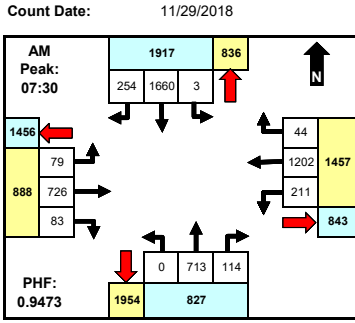 Count Date: 11/29/2018
AM 1917 836
Peak:
07:30 254 1660 3 N
1456 44
79 1202 1457
888 726 211
83 843
0 713 114
PHF:
0.9473 1954 827